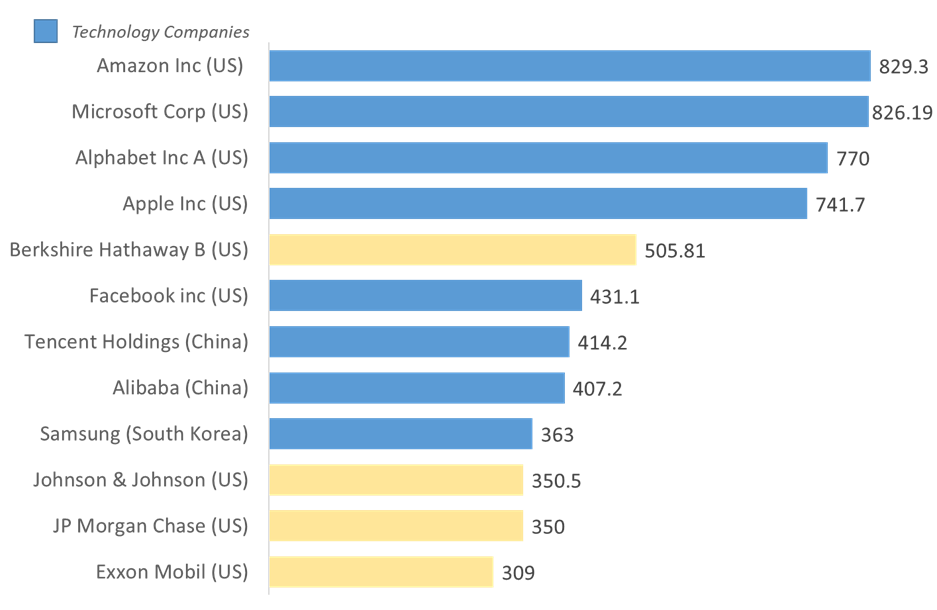 Technology Companies
Amazon Inc (US) 829.3
Microsoft Corp (US) 826.19
Alphabet Inc A (US) 770
Apple Inc (US) 741.7
Berkshire Hathaway B (US) 505.81
Facebook inc (US) 431.1
Tencent Holdings (China) 414.2
Alibaba (China) 407.2
Samsung (South Korea) 363
Johnson & Johnson (US) 350.5
JP Morgan Chase (US) 350
Exxon Mobil (US) 309